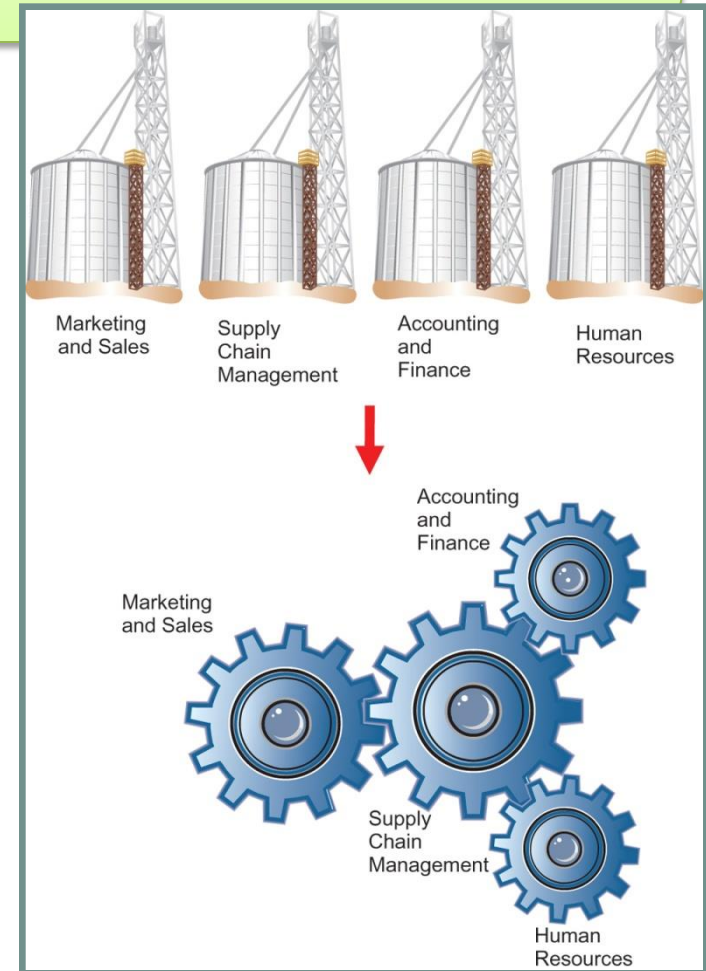 Marketing
and Sales
Supply
Chain
Management
Accounting
and
Finance
Human
Resources
Accounting
and
Finance
Marketing
and Sales
Supply
Chain
Management
Human
Resources